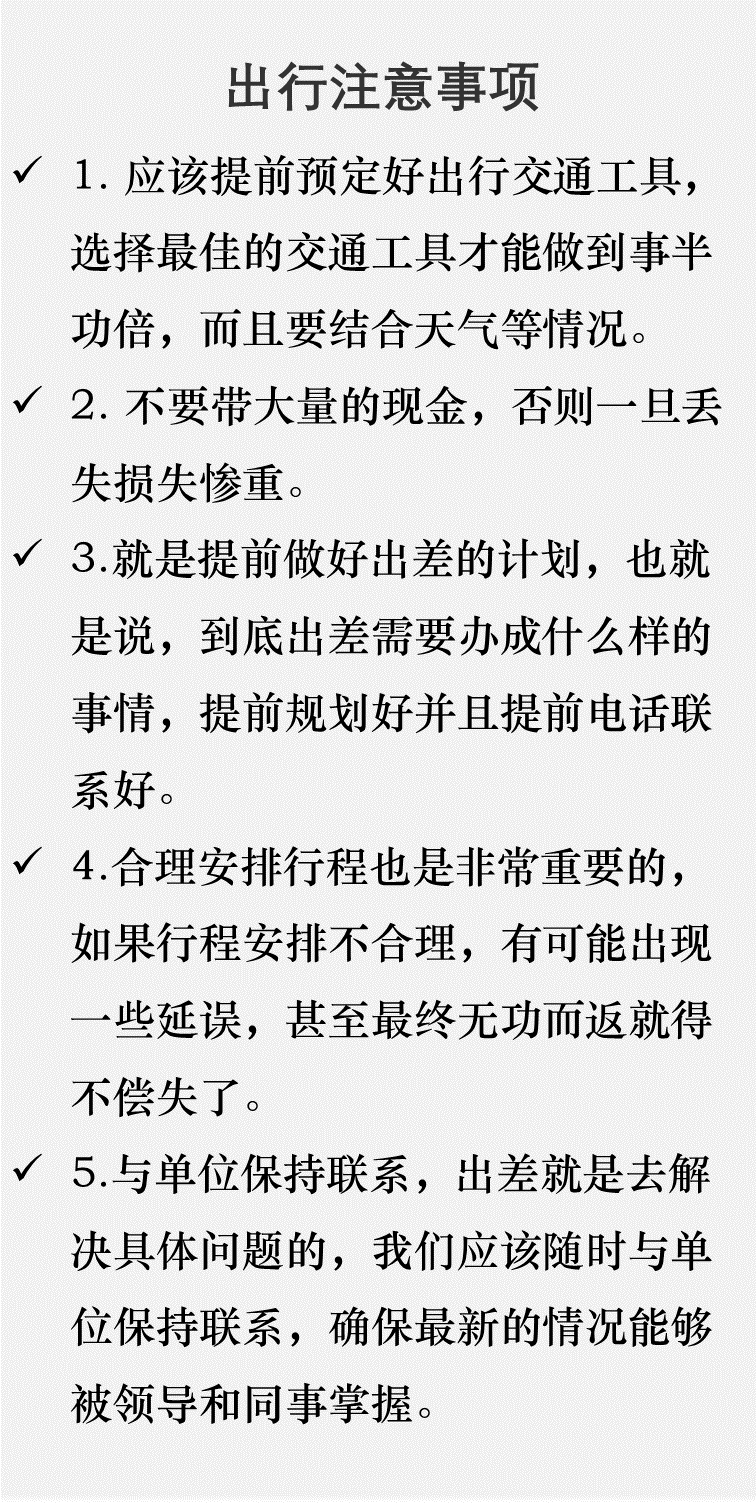 出行注意事项
✓ 1. 应该提前预定好出行交通工具，
选择最佳的交通工具才能做到事半
功倍，而且要结合天气等情况。
✓ 2. 不要带大量的现金，否则一旦丢
失损失惨重。
✓ 3.就是提前做好出差的计划，也就
是说，到底出差需要办成什么样的
事情，提前规划好并且提前电话联
系好。
✓ 4.合理安排行程也是非常重要的，
如果行程安排不合理，有可能出现
一些延误，甚至最终无功而返就得
不偿失了。
✓ 5.与单位保持联系，出差就是去解
决具体问题的，我们应该随时与单
位保持联系，确保最新的情况能够
被领导和同事掌握。